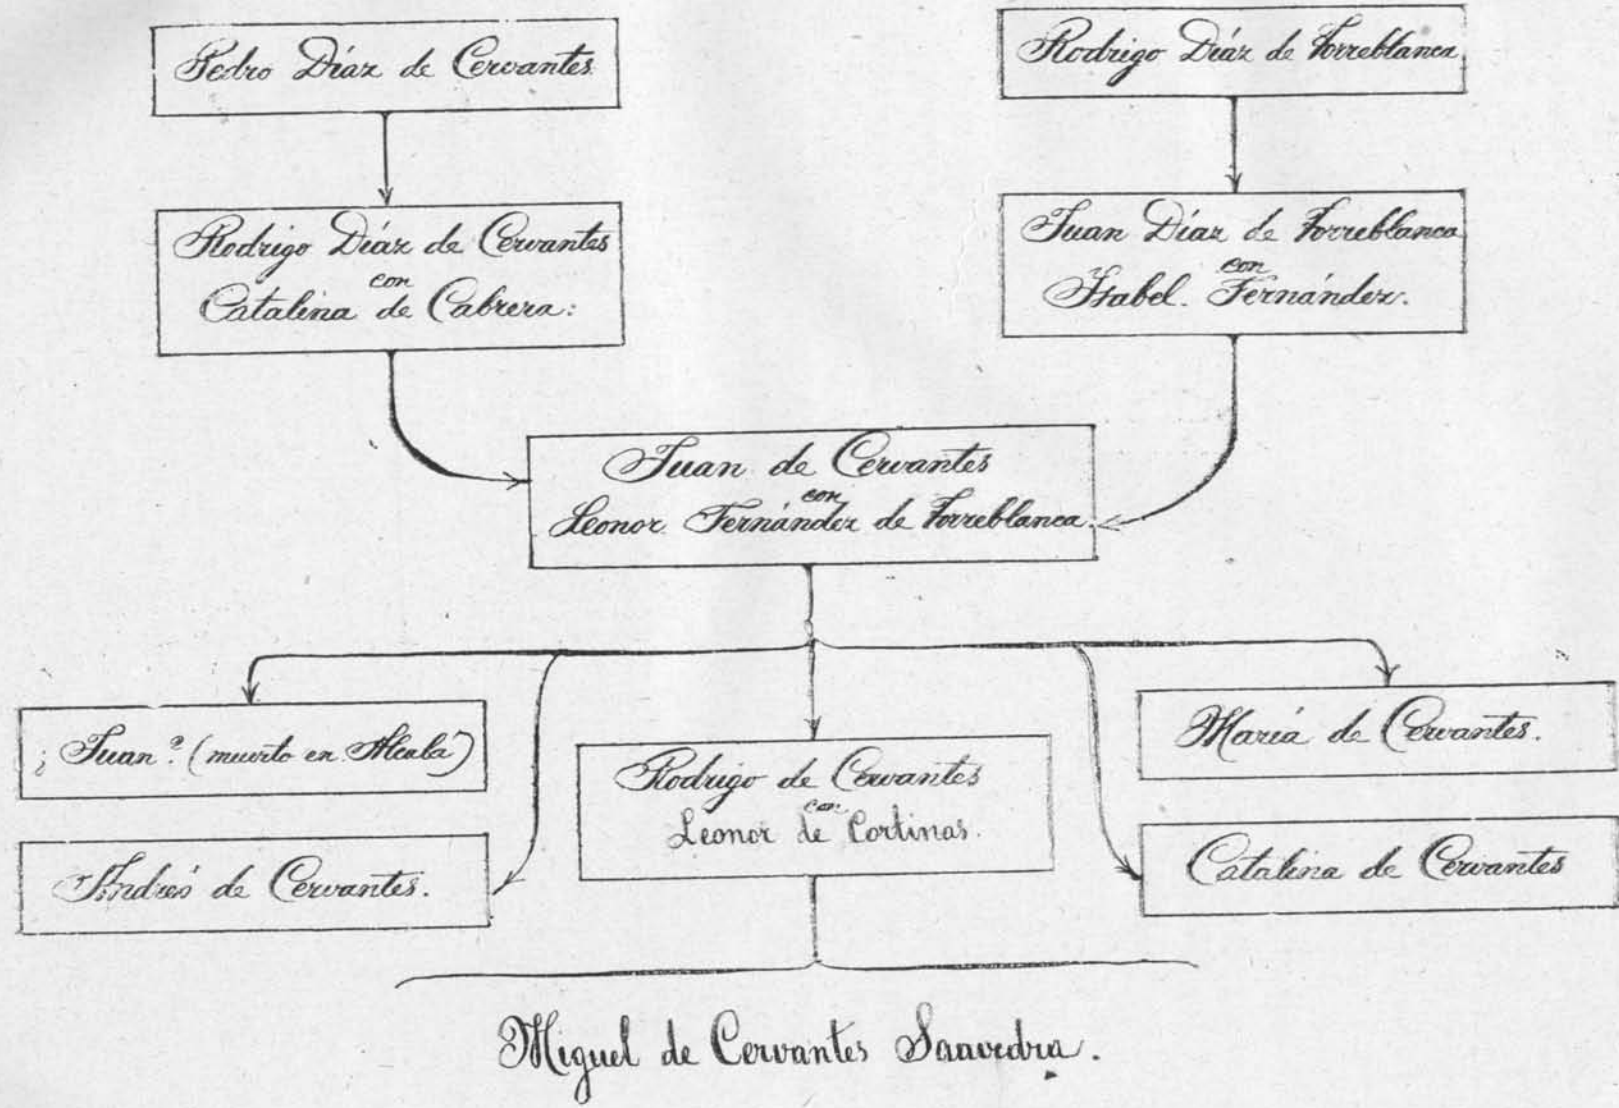 Pedro Díaz de Cervantes
Rodrigo Díaz de Torreblanca
Rodrigo Díaz de Cervantes
con
Catalina de Cabrera:
Juan Díaz de Torreblanca
con
Isabel. Fernández.
Juan de Cervantes
con
Leonor Fernández de Torreblanca.
¿Juan? (muerto en Alcalá)
Andrés de Cervantes.
Rodrigo de Cervantes
con
Leonor de Cortinas.
María de Cervantes.
Catalina de Cervantes
Miguel de Cervantes Saavedra.